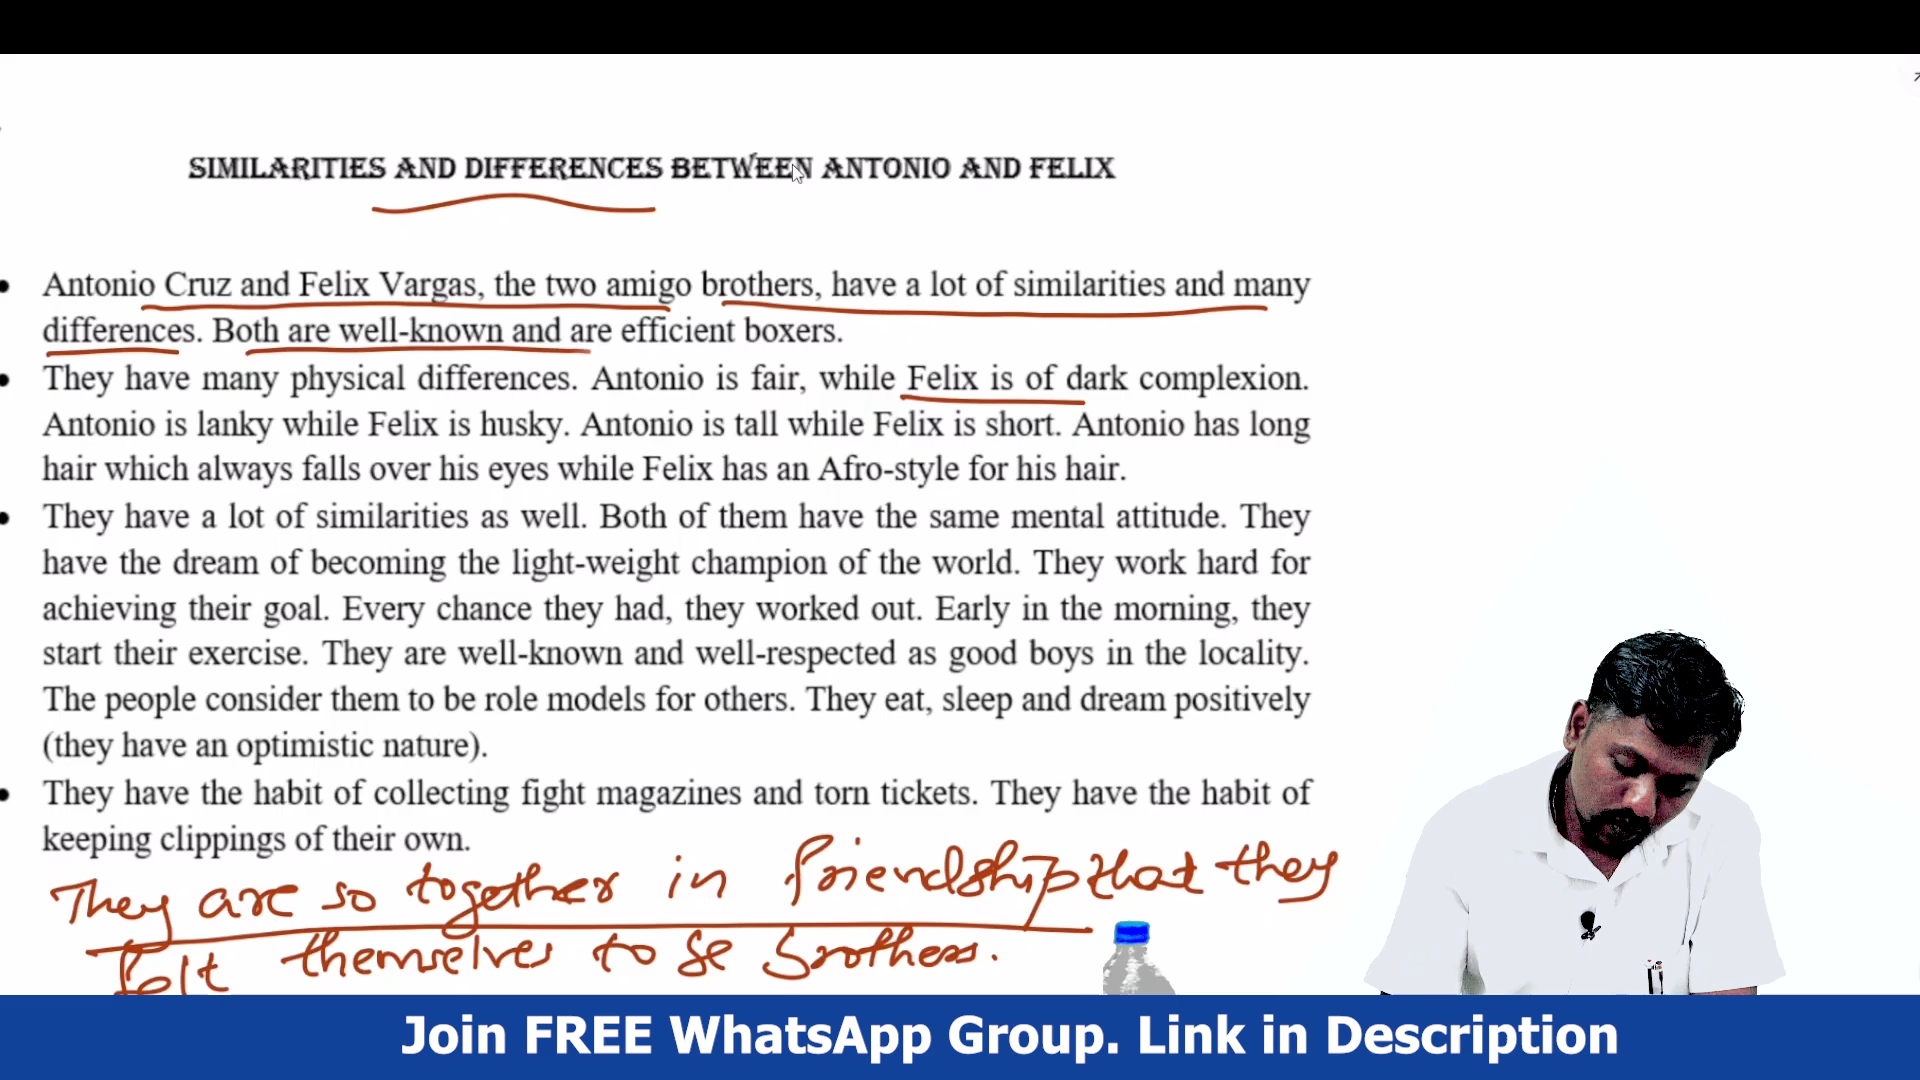 SIMILARITIES AND DIFFERENCES BETWEEN ANTONIO AND FELIX
• Antonio Cruz and Felix Vargas, the two amigo brothers, have a lot of similarities and many
differences. Both are well-known and are efficient boxers.
• They have many physical differences. Antonio is fair, while Felix is of dark complexion.
Antonio is lanky while Felix is husky. Antonio is tall while Felix is short. Antonio has long
hair which always falls over his eyes while Felix has an Afro-style for his hair.
• They have a lot of similarities as well. Both of them have the same mental attitude. They
have the dream of becoming the light-weight champion of the world. They work hard for
achieving their goal. Every chance they had, they worked out. Early in the morning, they
start their exercise. They are well-known and well-respected as good boys in the locality.
The people consider them to be role models for others. They eat, sleep and dream positively
(they have an optimistic nature).
• They have the habit of collecting fight magazines and torn tickets. They have the habit of
keeping clippings of their own.
They are so together in friendship that they
felt themselves to be brothers.
Join FREE WhatsApp Group. Link in Description